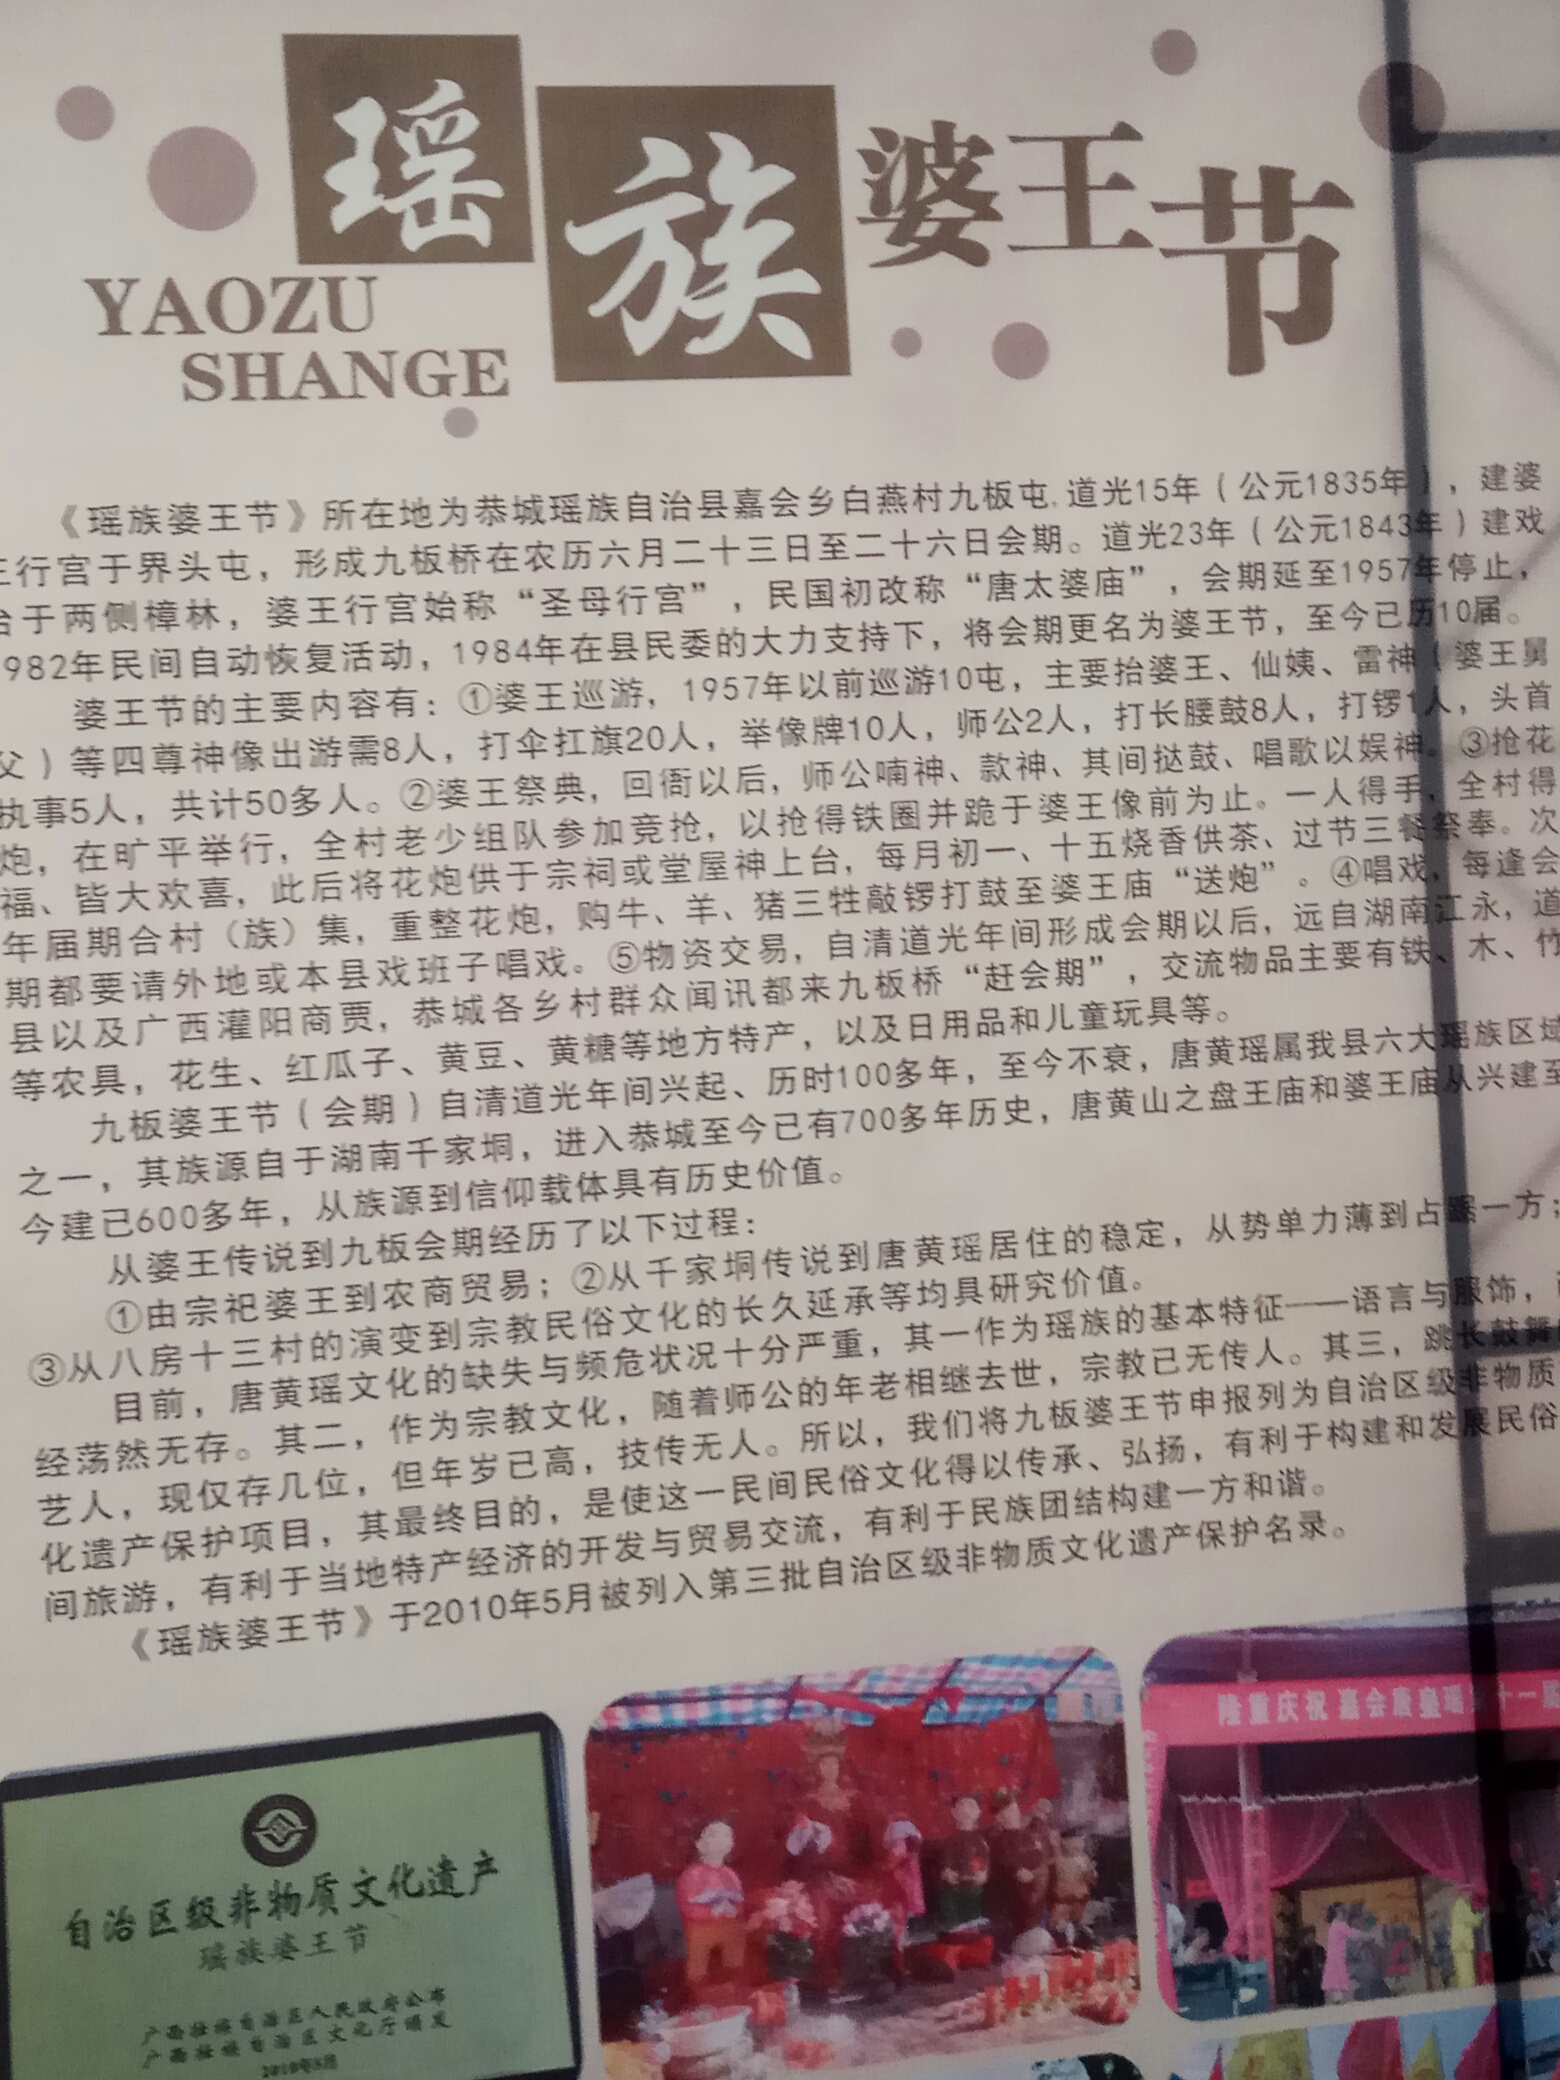 瑶族婆王节
YAOZU
SHANGE
《瑶族婆王节》所在地为恭城瑶族自治县嘉会乡白燕村九板屯,道光15年（公元1835年），建婆
王行宫于界头屯，形成九板桥在农历六月二十三日至二十六日会期。道光23年（公元1843年）建戏
台于两侧樟林，婆王行宫始称“圣母行宫”，民国初改称“唐太婆庙”，会期延至1957年停止，
982年民间自动恢复活动，1984年在县民委的大力支持下，将会期更名为婆王节，至今已历10届。
婆王节的主要内容有：①婆王巡游，1957年以前巡游10屯，主要抬婆王、仙姨、雷神（婆王舅
父）等四尊神像出游需8人，打伞扛旗20人，举像牌10人，师公2人，打长腰鼓8人，打锣1人，头首
执事5人，共计50多人。②婆王祭典，回衙以后，师公喃神、款神、其间挞鼓、唱歌以娱神。③抢花
炮，在旷平举行，全村老少组队参加竞抢，以抢得铁圈并跪于婆王像前为止。一人得手，全村得
福、皆大欢喜，此后将花炮供于宗祠或堂屋神上台，每月初一、十五烧香供茶、过节三餐祭奉。次
年届期合村（族）集，重整花炮，购牛、羊、猪三牲敲锣打鼓至婆王庙“送炮”。④唱戏，每逢会
期都要请外地或本县戏班子唱戏。⑤物资交易，自清道光年间形成会期以后，远自湖南江永，道
县以及广西灌阳商贾，恭城各乡村群众闻讯都来九板桥“赶会期”，交流物品主要有铁、木、竹
等农具，花生、红瓜子、黄豆、黄糖等地方特产，以及日用品和儿童玩具等。
九板婆王节（会期）自清道光年间兴起、历时100多年，至今不衰，唐黄瑶属我县六大瑶族区域
之一，其族源自于湖南千家垌，进入恭城至今已有700多年历史，唐黄山之盘王庙和婆王庙从兴建至
今建已600多年，从族源到信仰载体具有历史价值。
从婆王传说到九板会期经历了以下过程：
①由宗祀婆王到农商贸易；②从千家垌传说到唐黄瑶居住的稳定，从势单力薄到占踞一方；
③从八房十三村的演变到宗教民俗文化的长久延承等均具研究价值。
目前，唐黄瑶文化的缺失与频危状况十分严重，其一作为瑶族的基本特征——语言与服饰，
经荡然无存。其二，作为宗教文化，随着师公的年老相继去世，宗教已无传人。其三，跳长鼓舞
艺人，现仅存几位，但年岁已高，技传无人。所以，我们将九板婆王节申报列为自治区级非物质
化遗产保护项目，其最终目的，是使这一民间民俗文化得以传承、弘扬，有利于构建和发展民俗
间旅游，有利于当地特产经济的开发与贸易交流，有利于民族团结构建一方和谐。
《瑶族婆王节》于2010年5月被列入第三批自治区级非物质文化遗产保护名录。
隆重庆祝嘉会唐皇瑶 十一届
自治区级非物质文化遗产
瑶族婆王节
广西壮族自治区人民政府公布
广西壮族自治区文化厅颁发
2010年5月